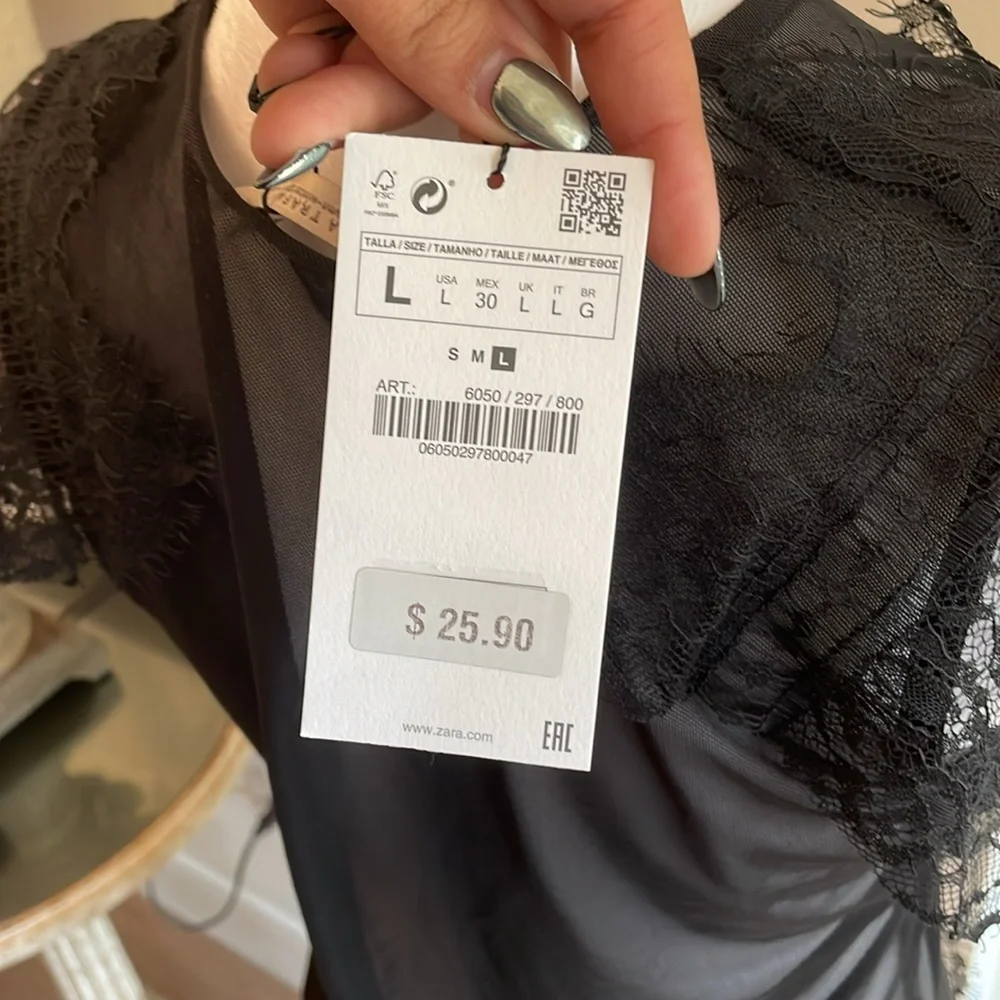 FSC
MIX
TALLA / SIZE / TAMANHO / TAILLE / MAAT / ΜΕΓΕΘΟΣ
L USA L MEX 30 UK L IT L BR G
S M L
ART.: 6050 / 297 / 800
06050297800047
$ 25.90
www.zara.com EAC